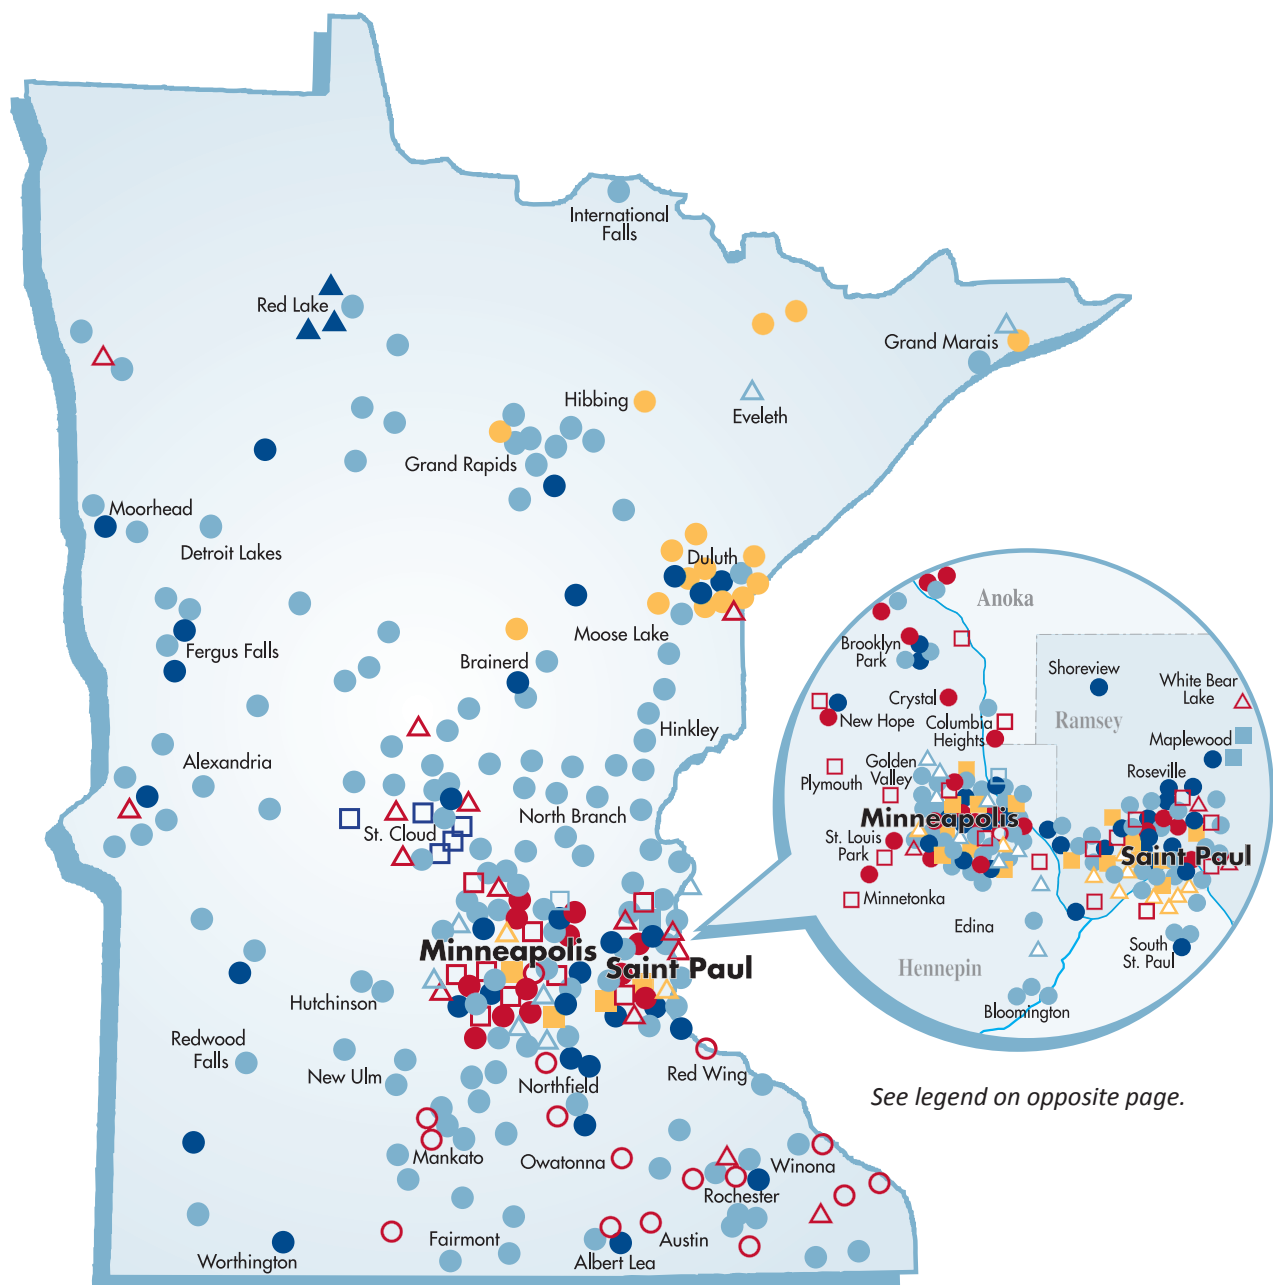 International
Falls
Red Lake
Grand Marais
Hibbing
Eveleth
Grand Rapids
Moorhead
Detroit Lakes
Duluth
Moose Lake
Fergus Falls
Brainerd
Hinkley
Alexandria
North Branch
St. Cloud
Minneapolis
Saint Paul
Hutchinson
Redwood
Falls
New Ulm
Northfield
Red Wing
Mankato
Owatonna
Winona
Rochester
Fairmont
Austin
Albert Lea
Worthington
Anoka
Brooklyn
Park
Shoreview
White Bear
Lake
Crystal
New Hope
Columbia
Heights
Ramsey
Maplewood
Golden
Valley
Plymouth
Roseville
Minneapolis
St. Louis
Park
Saint Paul
Minnetonka
Edina
South
St. Paul
Hennepin
Bloomington
See legend on opposite page.